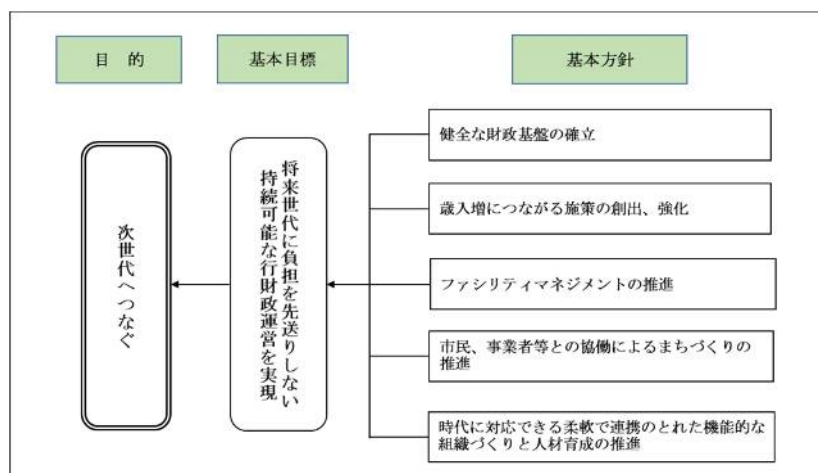 目　的
基本目標
基本方針
次世代へつなぐ
将来世代に負担を先送りしない
持続可能な行財政運営を実現
健全な財政基盤の確立
歳入増につながる施策の創出、強化
ファシリティマネジメントの推進
市民、事業者等との協働によるまちづくりの
推進
時代に対応できる柔軟で連携のとれた機能的な
組織づくりと人材育成の推進